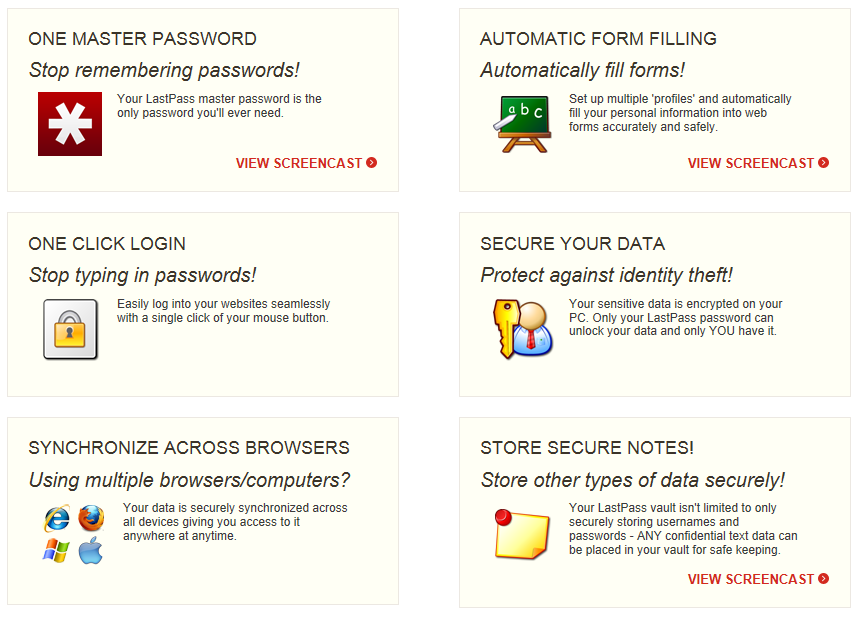 ONE MASTER PASSWORD
Stop remembering passwords!
Your LastPass master password is the
only password you'll ever need.
VIEW SCREENCAST
AUTOMATIC FORM FILLING
Automatically fill forms!
a b c
Set up multiple 'profiles' and automatically
fill your personal information into web
forms accurately and safely.
VIEW SCREENCAST
ONE CLICK LOGIN
Stop typing in passwords!
Easily log into your websites seamlessly
with a single click of your mouse button.
SECURE YOUR DATA
Protect against identity theft!
Your sensitive data is encrypted on your
PC. Only your LastPass password can
unlock your data and only YOU have it.
SYNCHRONIZE ACROSS BROWSERS
Using multiple browsers/computers?
Your data is securely synchronized across
all devices giving you access to it
anywhere at anytime.
STORE SECURE NOTES!
Store other types of data securely!
Your LastPass vault isn't limited to only
securely storing usernames and
passwords - ANY confidential text data can
be placed in your vault for safe keeping.
VIEW SCREENCAST